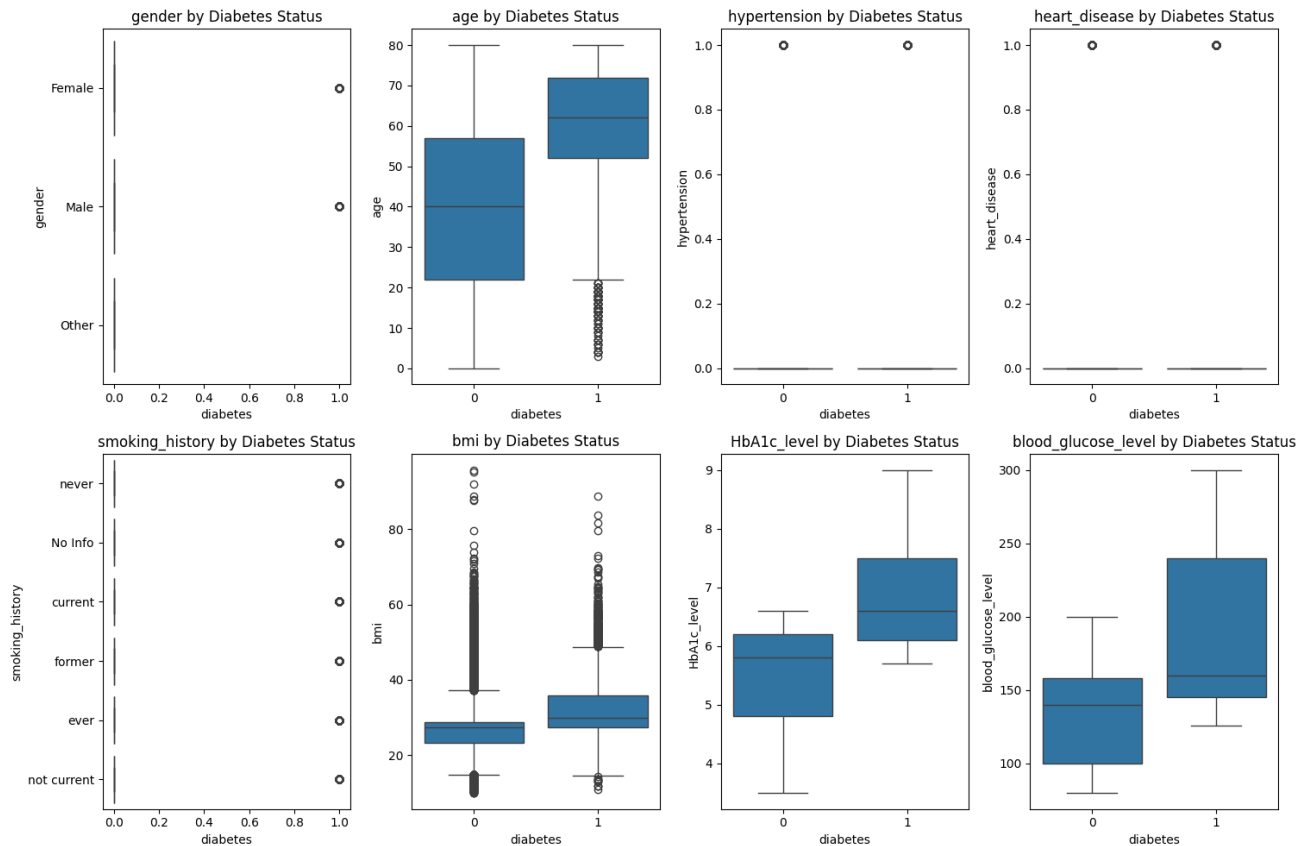 gender by Diabetes Status
gender
Female
Male
Other
0.0 0.2 0.4 0.6 0.8 1.0
diabetes
age by Diabetes Status
age
80
70
60
50
40
30
20
10
0
0 1
diabetes
hypertension by Diabetes Status
hypertension
1.0
0.8
0.6
0.4
0.2
0.0
0 1
diabetes
heart_disease by Diabetes Status
heart_disease
1.0
0.8
0.6
0.4
0.2
0.0
0 1
diabetes
smoking_history by Diabetes Status
smoking_history
never
No Info
current
former
ever
not current
0.0 0.2 0.4 0.6 0.8 1.0
diabetes
bmi by Diabetes Status
bmi
80
60
40
20
0 1
diabetes
HbA1c_level by Diabetes Status
HbA1c_level
9
8
7
6
5
4
0 1
diabetes
blood_glucose_level by Diabetes Status
blood_glucose_level
300
250
200
150
100
0 1
diabetes